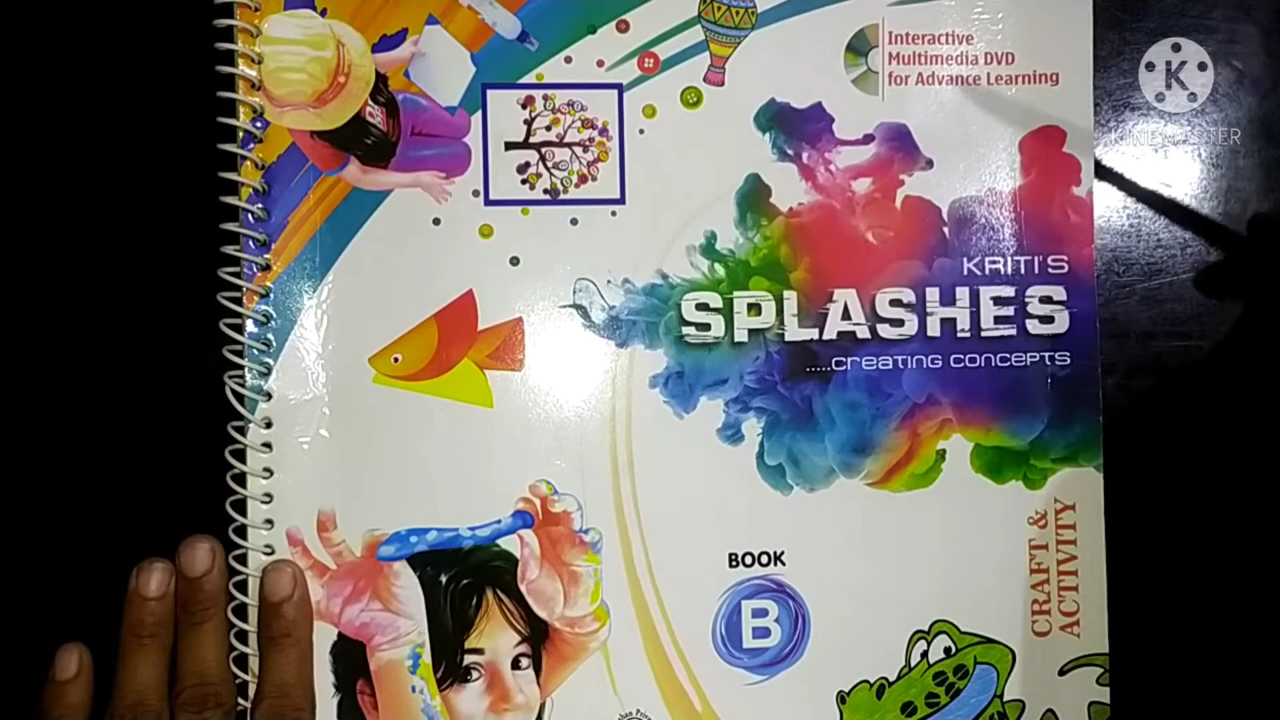 Interactive
Multimedia DVD
for Advance Learning
KINEMASTER
KRITI'S
SPLASHES
.....creating concepts
BOOK
B
CRAFT &
ACTIVITY